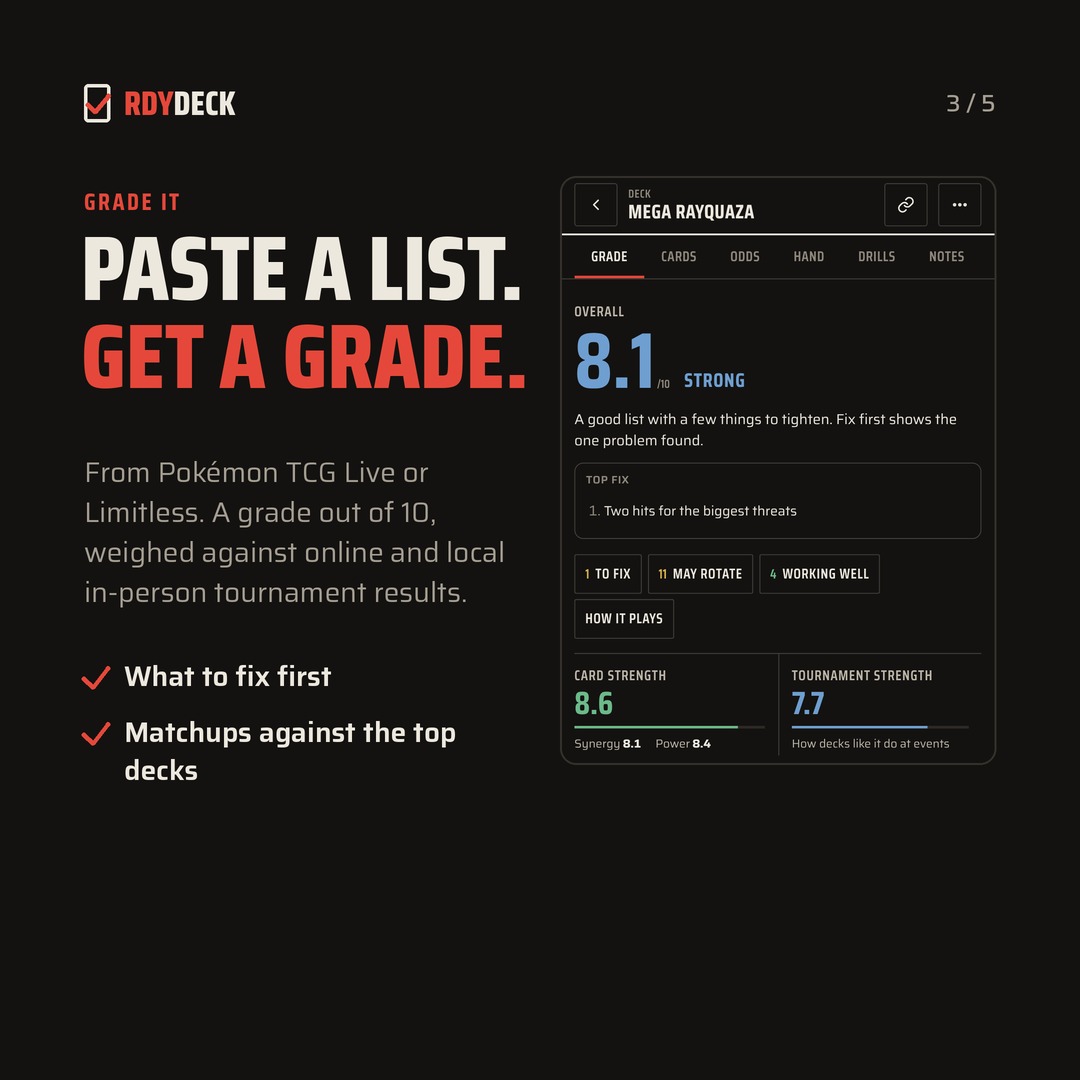 RDYDECK
3 / 5
GRADE IT
PASTE A LIST.
GET A GRADE.
From Pokémon TCG Live or
Limitless. A grade out of 10,
weighed against online and local
in-person tournament results.
What to fix first
Matchups against the top
decks
DECK
MEGA RAYQUAZA
GRADE CARDS ODDS HAND DRILLS NOTES
OVERALL
8.1 /10 STRONG
A good list with a few things to tighten. Fix first shows the
one problem found.
TOP FIX
1. Two hits for the biggest threats
1 TO FIX 11 MAY ROTATE 4 WORKING WELL
HOW IT PLAYS
CARD STRENGTH
8.6
Synergy 8.1 Power 8.4
TOURNAMENT STRENGTH
7.7
How decks like it do at events